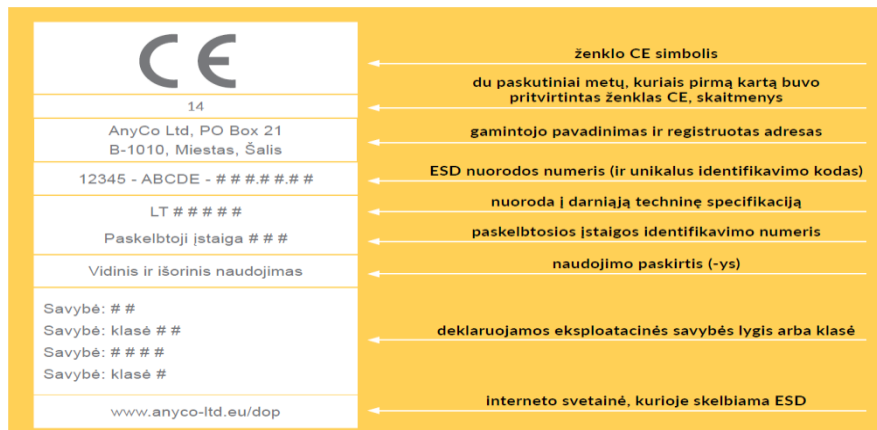 CE
ženklo CE simbolis
14
du paskutiniai metų, kuriais pirmą kartą buvo
pritvirtintas ženklas CE, skaitmenys
AnyCo Ltd, PO Box 21
B-1010, Miestas, Šalis
gamintojo pavadinimas ir registruotas adresas
12345 - ABCDE - # # #.# #.# #
ESD nuorodos numeris (ir unikalus identifikavimo kodas)
LT # # # # #
nuoroda į darniąją techninę specifikaciją
Paskelbtoji įstaiga # # #
paskelbtosios įstaigos identifikavimo numeris
Vidinis ir išorinis naudojimas
naudojimo paskirtis (-ys)
Savybė: # #
Savybė: klasė # #
Savybė: # # # #
Savybė: klasė #
deklaruojamos eksploatacinės savybės lygis arba klasė
www.anyco-ltd.eu/dop
interneto svetainė, kurioje skelbiama ESD